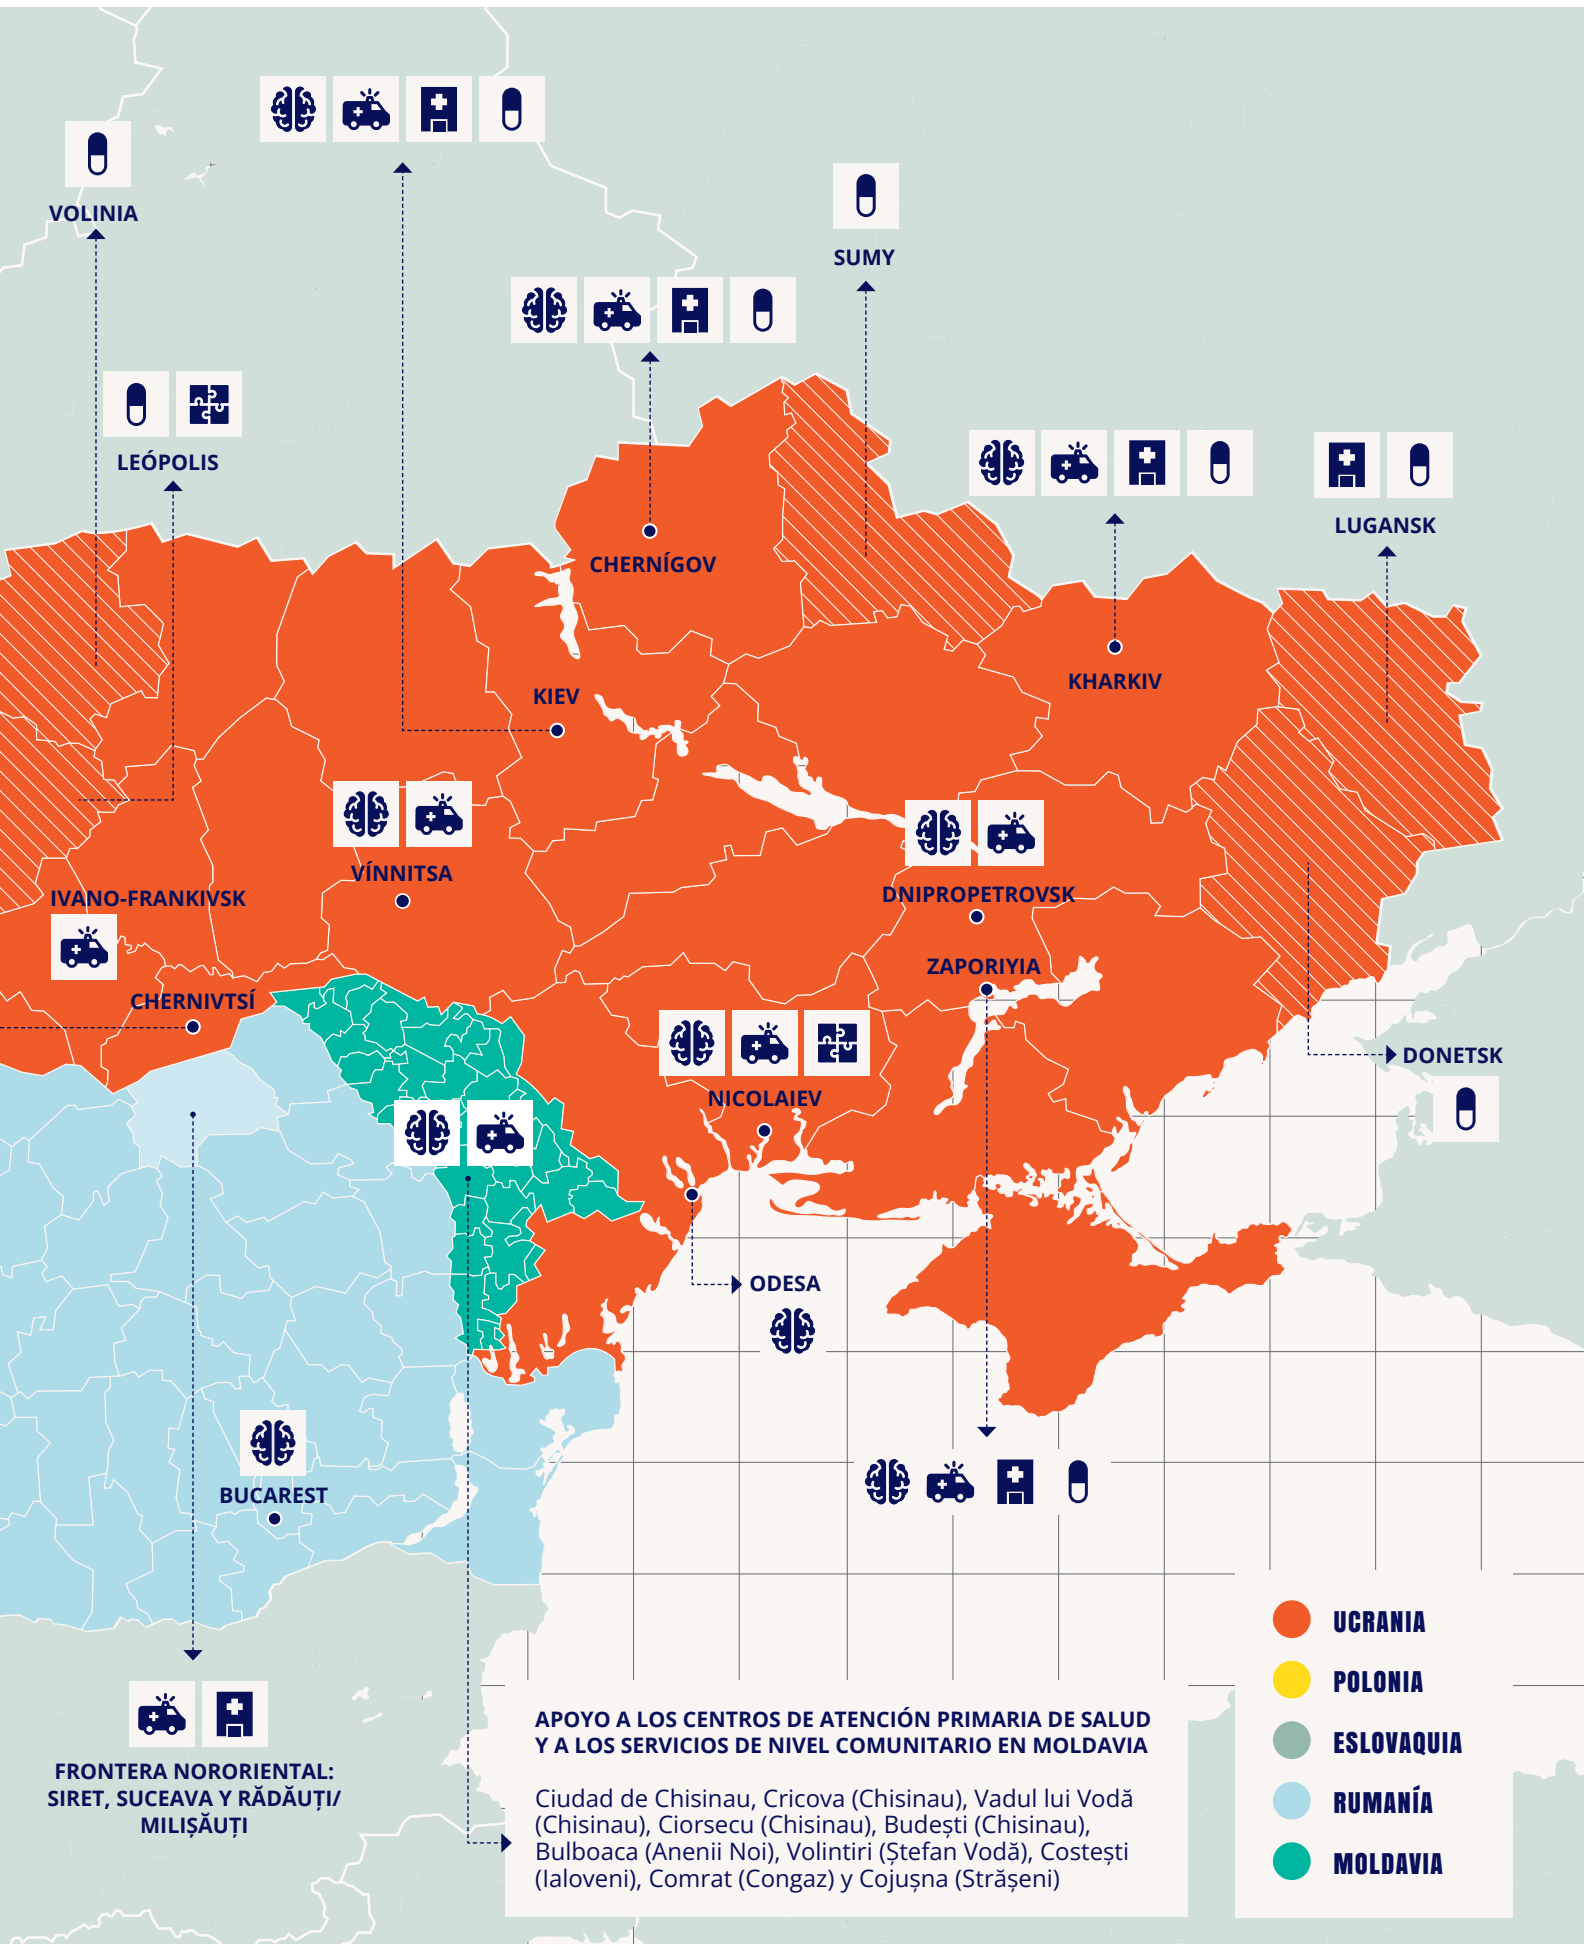 VOLINIA
SUMY
LEÓPOLIS
LUGANSK
CHERNÍGOV
KHARKIV
KIEV
VÍNNITSA
IVANO-FRANKIVSK
DNIPROPETROVSK
ZAPORIYIA
CHERNIVTSÍ
DONETSK
NICOLAIEV
ODESA
BUCAREST
FRONTERA NORORIENTAL:
SIRET, SUCEAVA Y RĂDĂUȚI/
MILIȘĂUȚI
APOYO A LOS CENTROS DE ATENCIÓN PRIMARIA DE SALUD
Y A LOS SERVICIOS DE NIVEL COMUNITARIO EN MOLDAVIA
Ciudad de Chisinau, Cricova (Chisinau), Vadul lui Vodă
(Chisinau), Ciorsecu (Chisinau), Budești (Chisinau),
Bulboaca (Anenii Noi), Volintiri (Ștefan Vodă), Costești
(Ialoveni), Comrat (Congaz) y Cojușna (Strășeni)
UCRANIA
POLONIA
ESLOVAQUIA
RUMANÍA
MOLDAVIA